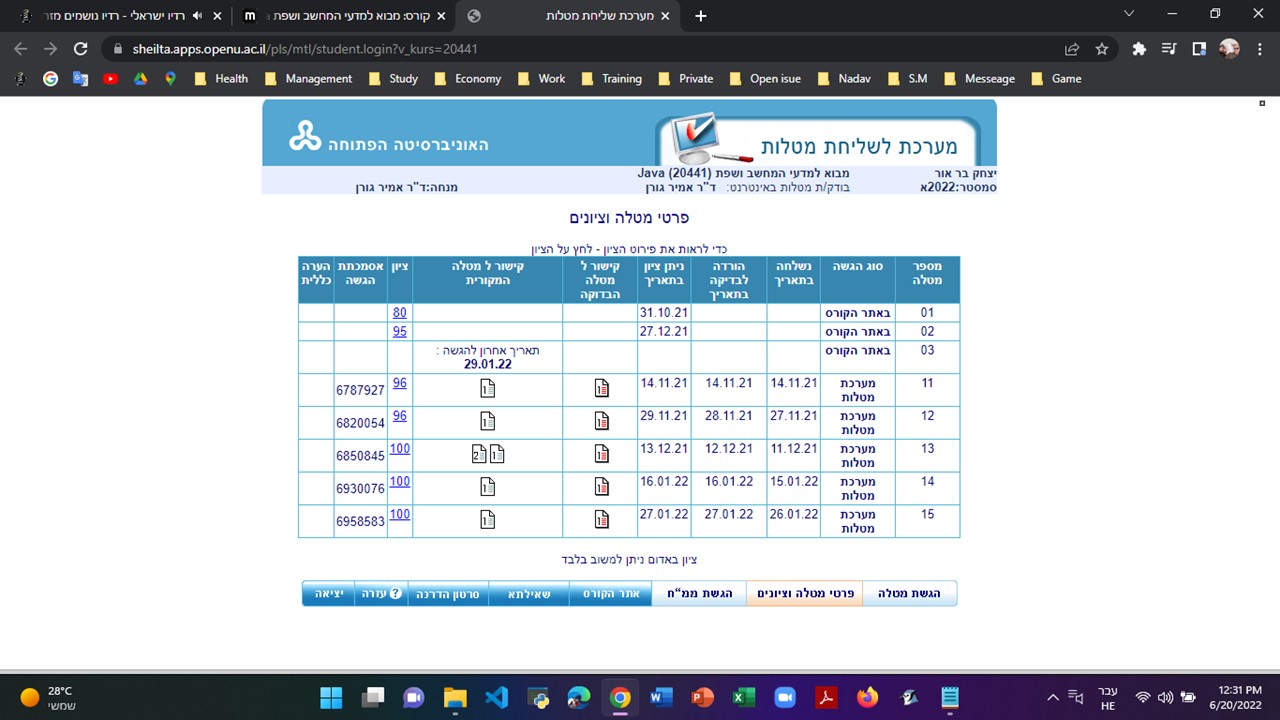 רדיו ישראלי - רדיו נושמים מזר
קורס: מבוא למדעי המחשב ושפת
מערכת שליחת מטלות
sheilta.apps.openu.ac.il/pls/mtl/student.login?v_kurs=20441
Health Management Study Economy Work Training Private Open isue Nadav S.M Messeage Game
האוניברסיטה הפתוחה
מערכת לשליחת מטלות
יצחק בר אור מבוא למדעי המחשב ושפת Java (20441)
סמסטר:2022א בודק/ת מטלות באינטרנט: ד"ר אמיר גורן מנחה:ד"ר אמיר גורן
פרטי מטלה וציונים
כדי לראות את פירוט הציון - לחץ על הציון
מספר מטלה סוג הגשה נשלחה בתאריך הורדה לבדיקה בתאריך ניתן ציון בתאריך קישור ל מטלה הבדוקה קישור ל מטלה המקורית ציון אסמכתת הגשה הערה כללית
01 באתר הקורס 31.10.21 80
02 באתר הקורס 27.12.21 95
03 באתר הקורס תאריך אחרון להגשה : 29.01.22
11 מערכת מטלות 14.11.21 14.11.21 14.11.21 1 1 96 6787927
12 מערכת מטלות 27.11.21 28.11.21 29.11.21 1 1 96 6820054
13 מערכת מטלות 11.12.21 12.12.21 13.12.21 1 1 2 100 6850845
14 מערכת מטלות 15.01.22 16.01.22 16.01.22 1 1 100 6930076
15 מערכת מטלות 26.01.22 27.01.22 27.01.22 1 1 100 6958583
ציון באדום ניתן למשוב בלבד
הגשת מטלה פרטי מטלה וציונים הגשת ממ"ח אתר הקורס שאילתא סרטון הדרכה עזרה ? יציאה
28°C
שמשי
עבר
HE
12:31 PM
6/20/2022